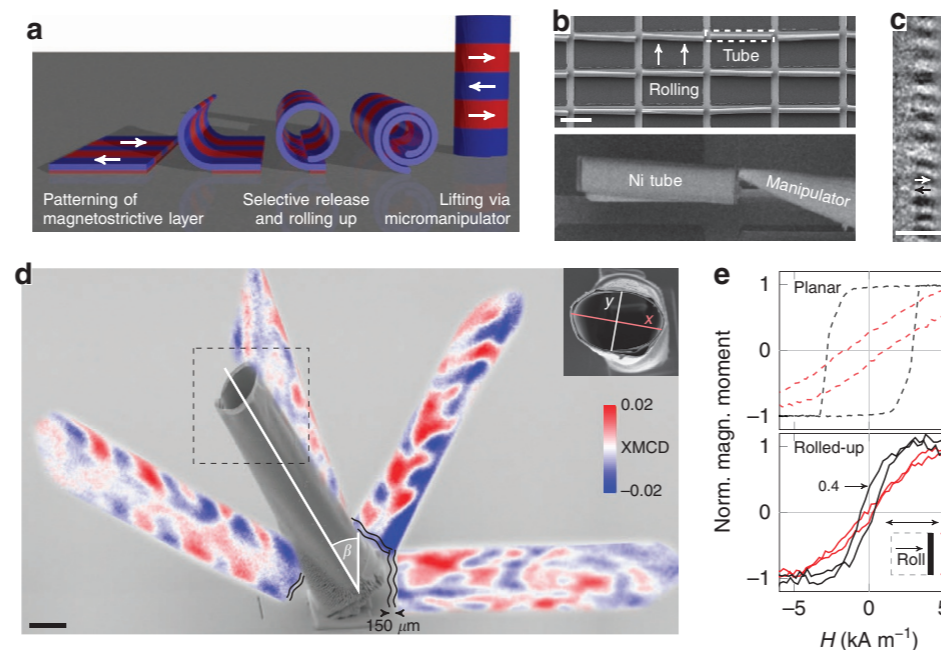 a
Patterning of
magnetostrictive layer
Selective release
and rolling up
Lifting via
micromanipulator
b
Tube
Rolling
Ni tube
Manipulator
c
d
y
x
0.02
XMCD
−0.02
β
150 μm
e
Norm. magn. moment
1
Planar
0
−1
1
Rolled-up
0.4
0
Roll
−1
−5
0
5
H (kA m−1)